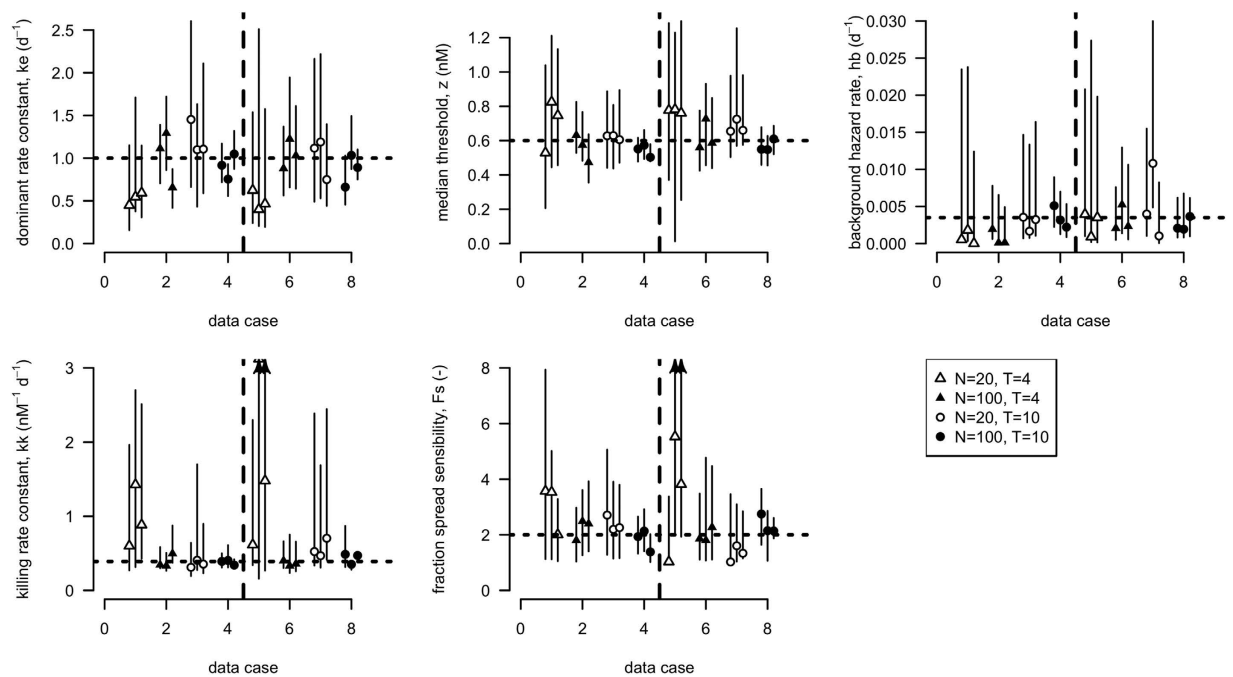 dominant rate constant, ke (d⁻¹)
2.5
2.0
1.5
1.0
0.5
0.0
0 2 4 6 8
data case
median threshold, z (nM)
1.2
1.0
0.8
0.6
0.4
0.2
0.0
0 2 4 6 8
data case
background hazard rate, hb (d⁻¹)
0.030
0.025
0.020
0.015
0.010
0.005
0.000
0 2 4 6 8
data case
killing rate constant, kk (nM⁻¹ d⁻¹)
3
2
1
0
0 2 4 6 8
data case
fraction spread sensibility, Fs (-)
8
6
4
2
0
0 2 4 6 8
data case
N=20, T=4
N=100, T=4
N=20, T=10
N=100, T=10